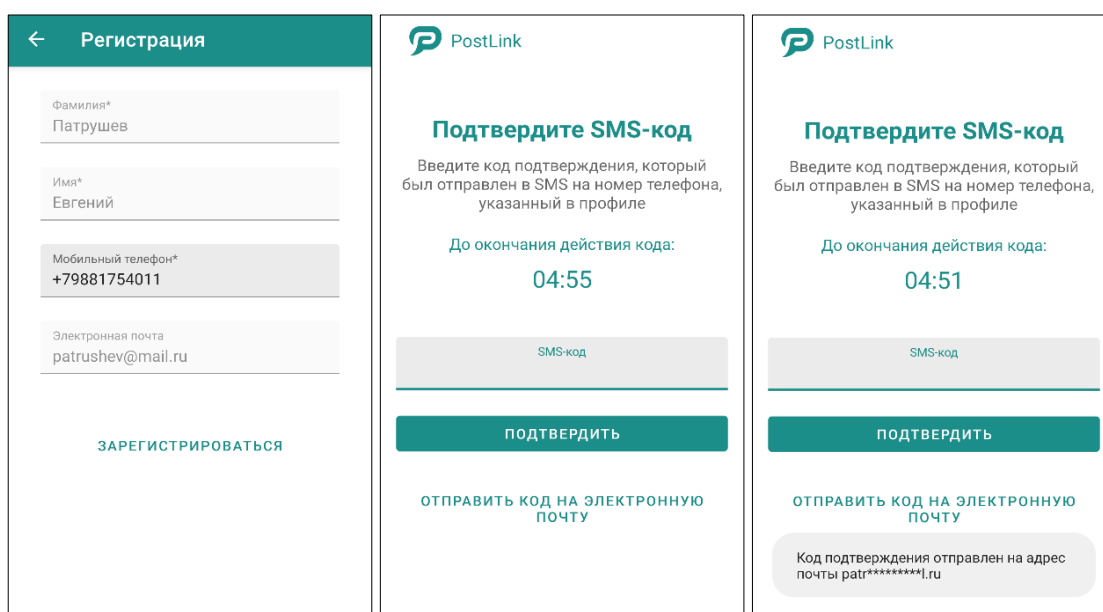 Регистрация
Фамилия*
Патрушев
Имя*
Евгений
Мобильный телефон*
+79881754011
Электронная почта
patrushev@mail.ru
ЗАРЕГИСТРИРОВАТЬСЯ
PostLink
Подтвердите SMS-код
Введите код подтверждения, который
был отправлен в SMS на номер телефона,
указанный в профиле
До окончания действия кода:
04:55
SMS-код
ПОДТВЕРДИТЬ
ОТПРАВИТЬ КОД НА ЭЛЕКТРОННУЮ
ПОЧТУ
PostLink
Подтвердите SMS-код
Введите код подтверждения, который
был отправлен в SMS на номер телефона,
указанный в профиле
До окончания действия кода:
04:51
SMS-код
ПОДТВЕРДИТЬ
ОТПРАВИТЬ КОД НА ЭЛЕКТРОННУЮ
ПОЧТУ
Код подтверждения отправлен на адрес
почты patr*********l.ru